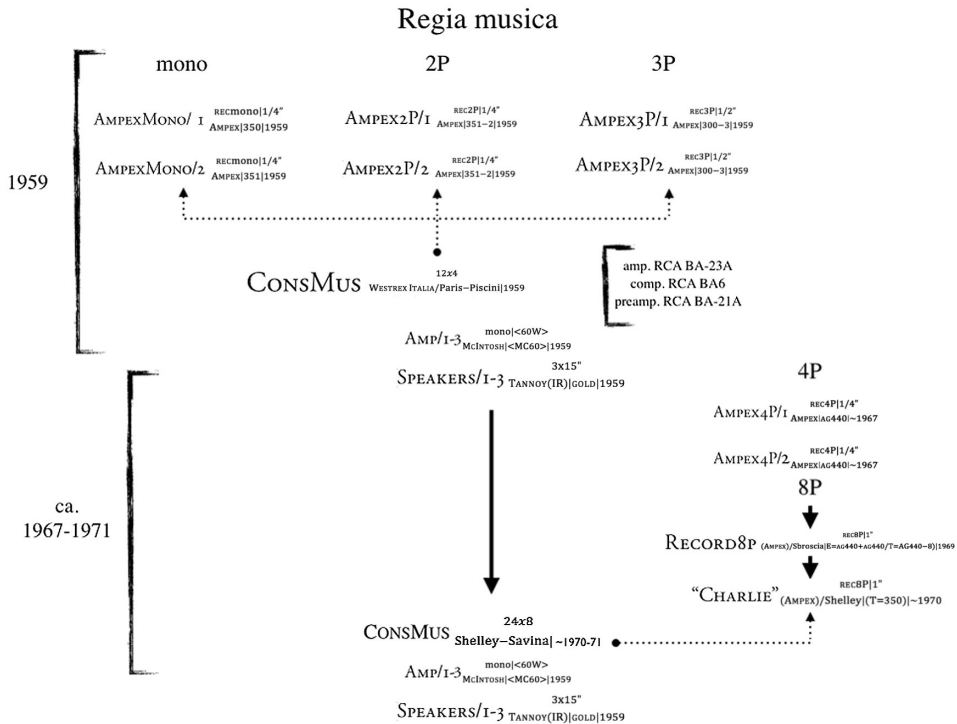 Regia musica
mono
2P
3P
AmpexMono/ 1 recmono|1/4"
Ampex|350|1959
Ampex2P/1 rec2P|1/4"
Ampex|351–2|1959
Ampex3P/1 rec3P|1/2"
Ampex|300–3|1959
AmpexMono/2 recmono|1/4"
Ampex|351|1959
Ampex2P/2 rec2P|1/4"
Ampex|351–2|1959
Ampex3P/2 rec3P|1/2"
Ampex|300–3|1959
1959
ConsMus 12x4
Westrex Italia/Paris–Piscini|1959
amp. RCA BA-23A
comp. RCA BA6
preamp. RCA BA-21A
Amp/1-3 mono|<60W>
McIntosh|<MC60>|1959
Speakers/1-3 3x15"
Tannoy(IR)|gold|1959
4P
Ampex4P/1 rec4P|1/4"
Ampex|ag440|~1967
Ampex4P/2 rec4P|1/4"
Ampex|ag440|~1967
8P
ca.
1967-1971
Record8p rec8P|1"
(Ampex)/Sbroscia|E=ag440+ag440/T=AG440–8)|1969
"Charlie" rec8P|1"
(Ampex)/Shelley|(T=350)|~1970
ConsMus 24x8
Shelley–Savina| ~1970-71
Amp/1-3 mono|<60W>
McIntosh|<MC60>|1959
Speakers/1-3 3x15"
Tannoy(IR)|gold|1959